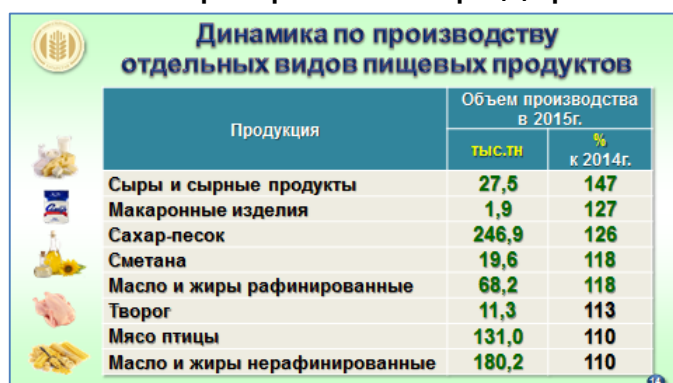 Динамика по производству
отдельных видов пищевых продуктов
Продукция
Объем производства
в 2015г.
тыс.тн
%
к 2014г.
Сыры и сырные продукты 27,5 147
Макаронные изделия 1,9 127
Сахар-песок 246,9 126
Сметана 19,6 118
Масло и жиры рафинированные 68,2 118
Творог 11,3 113
Мясо птицы 131,0 110
Масло и жиры нерафинированные 180,2 110
14